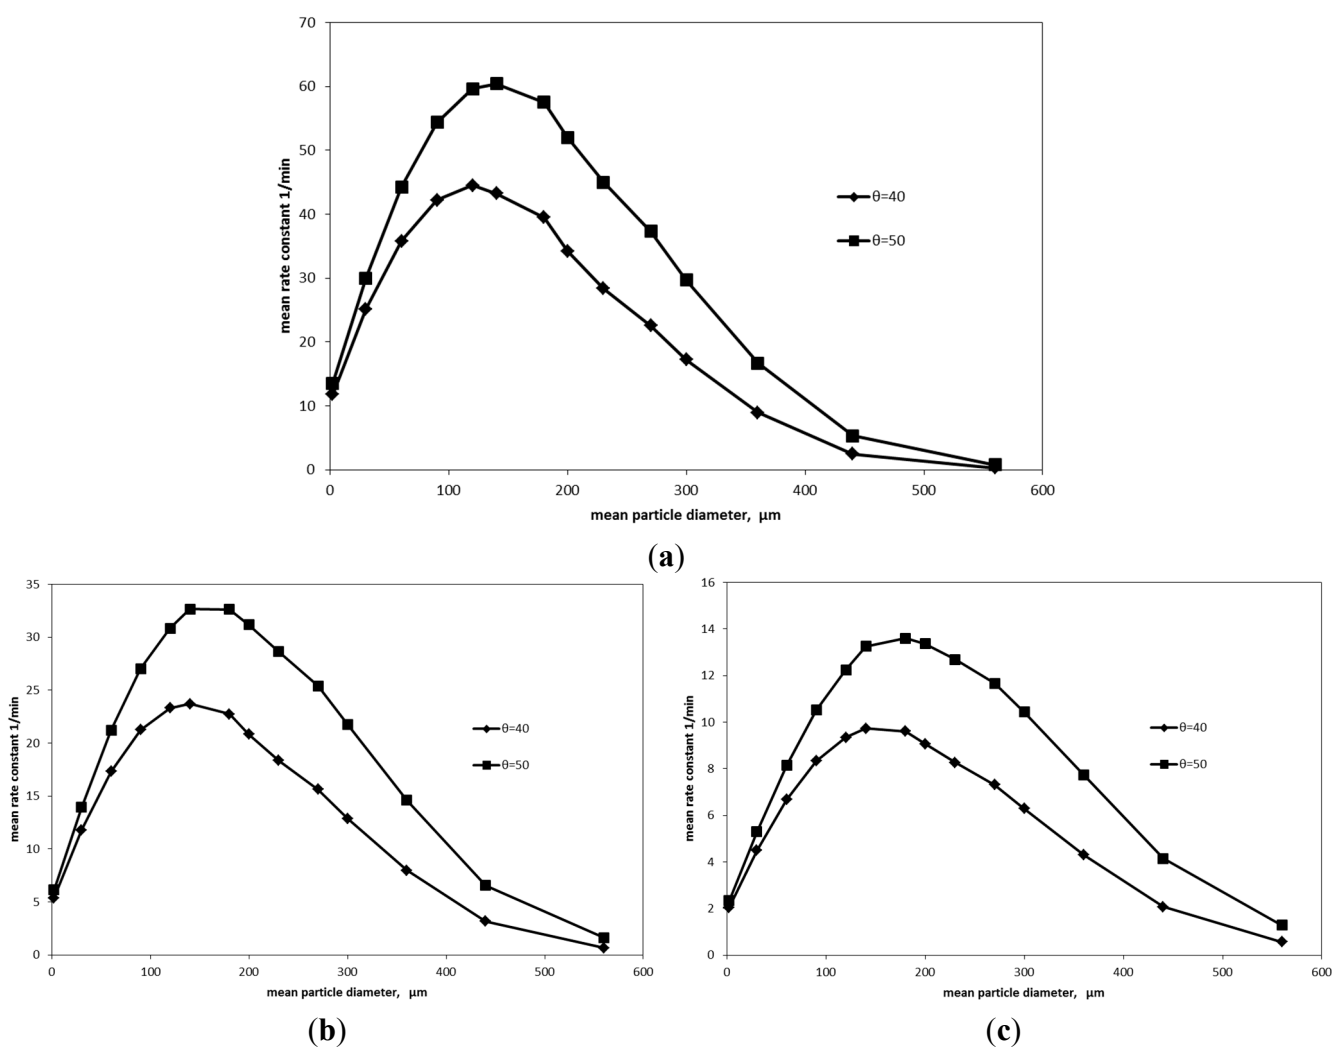 70
60
50
40
30
20
10
0
mean rate constant 1/min
θ=40
θ=50
0 100 200 300 400 500 600
mean particle diameter, μm
(a)
35
30
25
20
15
10
5
0
mean rate constant 1/min
θ=40
θ=50
0 100 200 300 400 500 600
mean particle diameter, μm
(b)
16
14
12
10
8
6
4
2
0
mean rate constant 1/min
θ=40
θ=50
0 100 200 300 400 500 600
mean particle diameter, μm
(c)